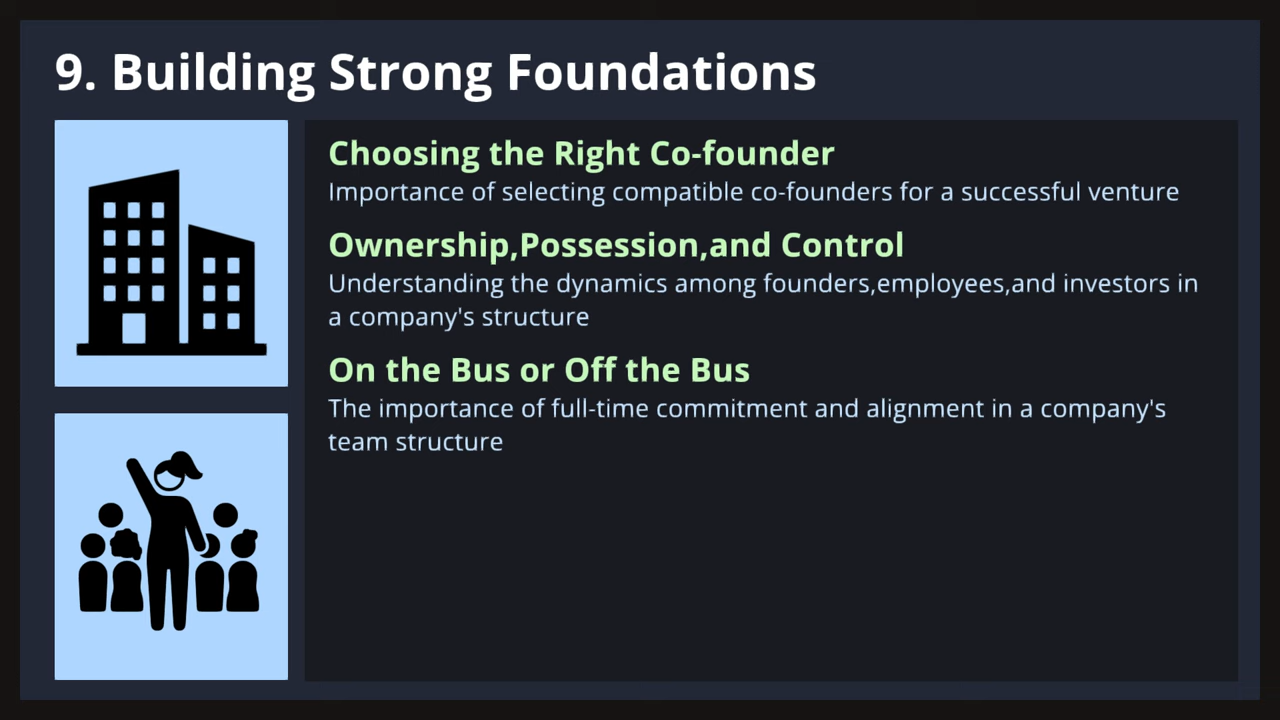 9. Building Strong Foundations
Choosing the Right Co-founder
Importance of selecting compatible co-founders for a successful venture
Ownership,Possession,and Control
Understanding the dynamics among founders,employees,and investors in
a company's structure
On the Bus or Off the Bus
The importance of full-time commitment and alignment in a company's
team structure